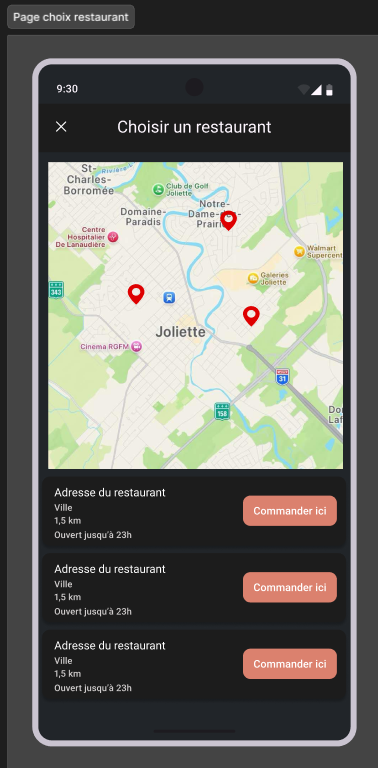 Page choix restaurant
9:30
Choisir un restaurant
St-
Charles-
Borromée
Rivière
Club de Golf
Joliette
Domaine-
Paradis
Notre-
Dame-
Prairi
Centre
Hospitalier
De Lanaudière
Walmart
Supercent
Galeries
Joliette
343
Joliette
Cinema RGFM
31
158
Do
Laf
Adresse du restaurant
Ville
1,5 km
Ouvert jusqu'à 23h
Commander ici
Adresse du restaurant
Ville
1,5 km
Ouvert jusqu'à 23h
Commander ici
Adresse du restaurant
Ville
1,5 km
Ouvert jusqu'à 23h
Commander ici